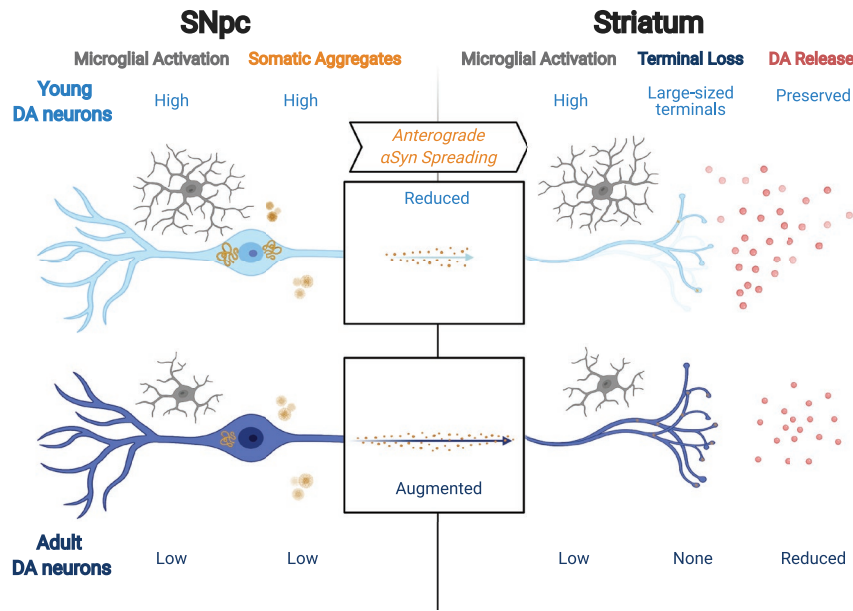 SNpc
Striatum
Microglial Activation
Somatic Aggregates
Microglial Activation
Terminal Loss
DA Release
Young
DA neurons
High
High
High
Large-sized
terminals
Preserved
Anterograde
αSyn Spreading
Reduced
Augmented
Adult
DA neurons
Low
Low
Low
None
Reduced